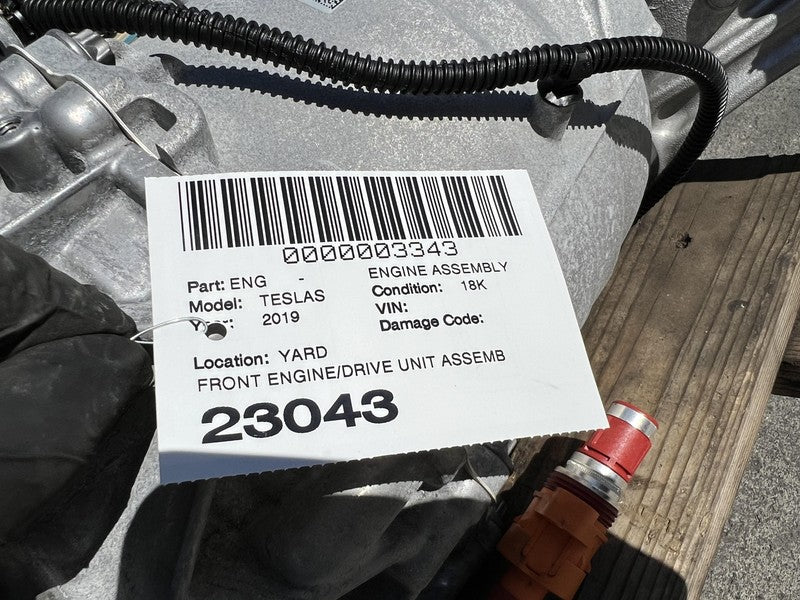 0000003343
Part: ENG - ENGINE ASSEMBLY
Model: TESLAS Condition: 18K
2019 VIN:
Damage Code:
Location: YARD
FRONT ENGINE/DRIVE UNIT ASSEMB
23043